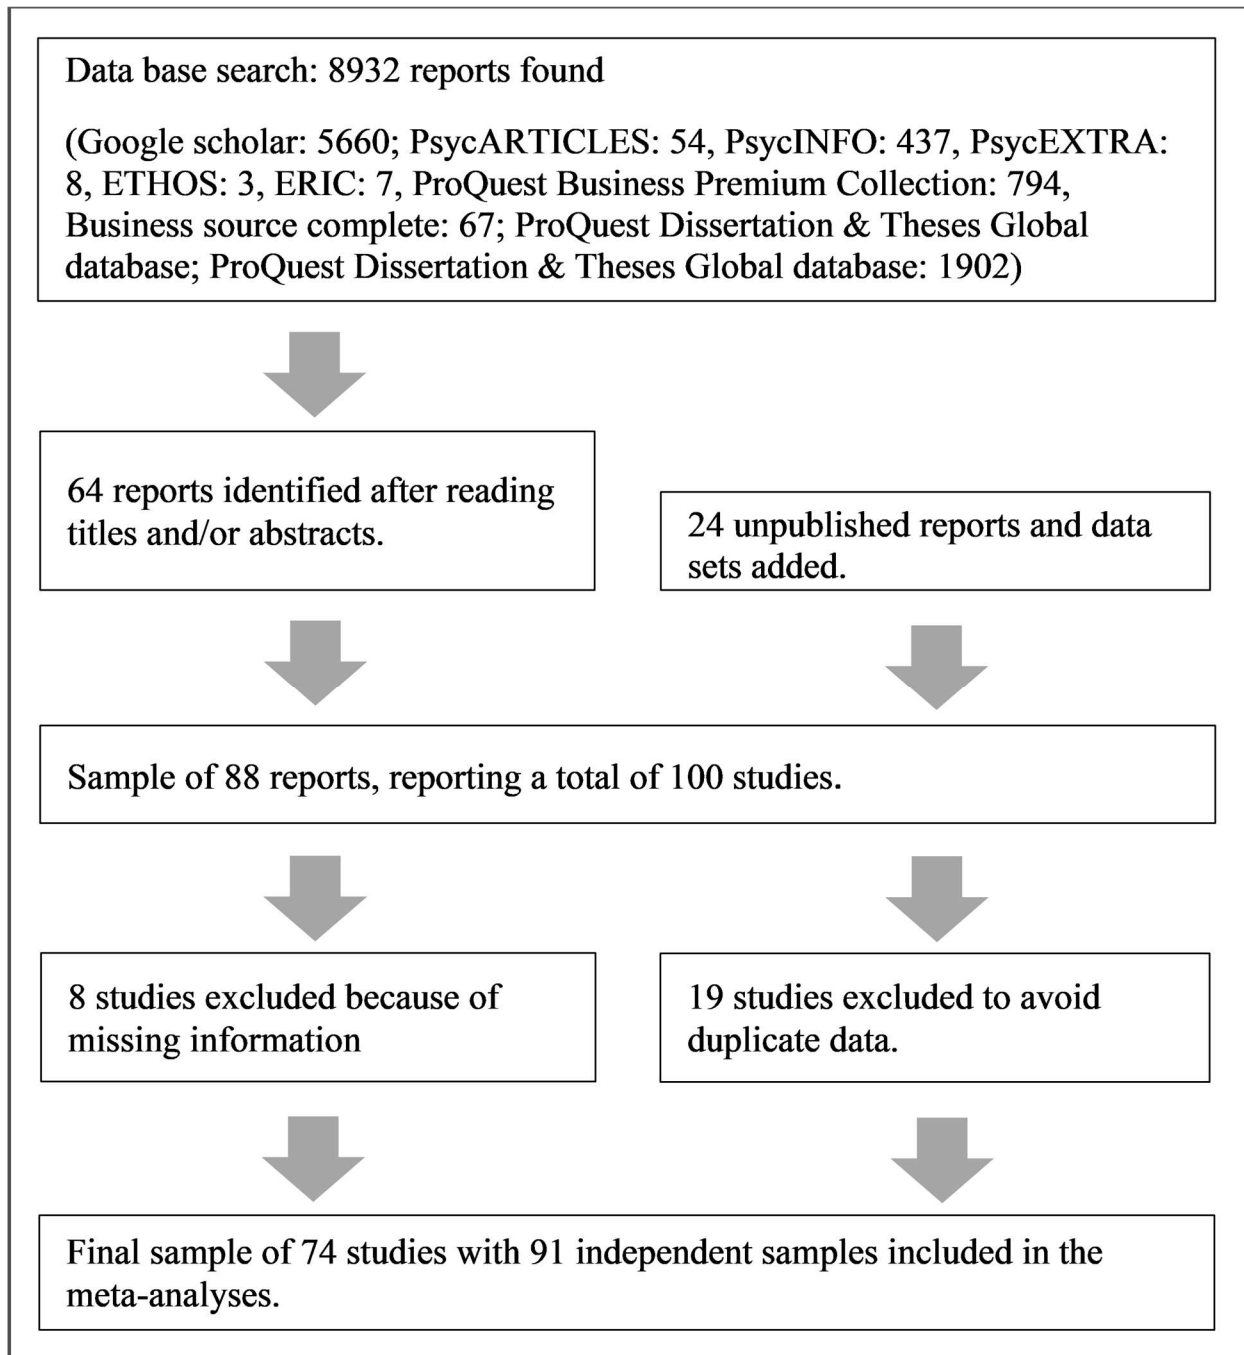 Data base search: 8932 reports found
(Google scholar: 5660; PsycARTICLES: 54, PsycINFO: 437, PsycEXTRA:
8, ETHOS: 3, ERIC: 7, ProQuest Business Premium Collection: 794,
Business source complete: 67; ProQuest Dissertation & Theses Global
database; ProQuest Dissertation & Theses Global database: 1902)
64 reports identified after reading
titles and/or abstracts.
24 unpublished reports and data
sets added.
Sample of 88 reports, reporting a total of 100 studies.
8 studies excluded because of
missing information
19 studies excluded to avoid
duplicate data.
Final sample of 74 studies with 91 independent samples included in the
meta-analyses.